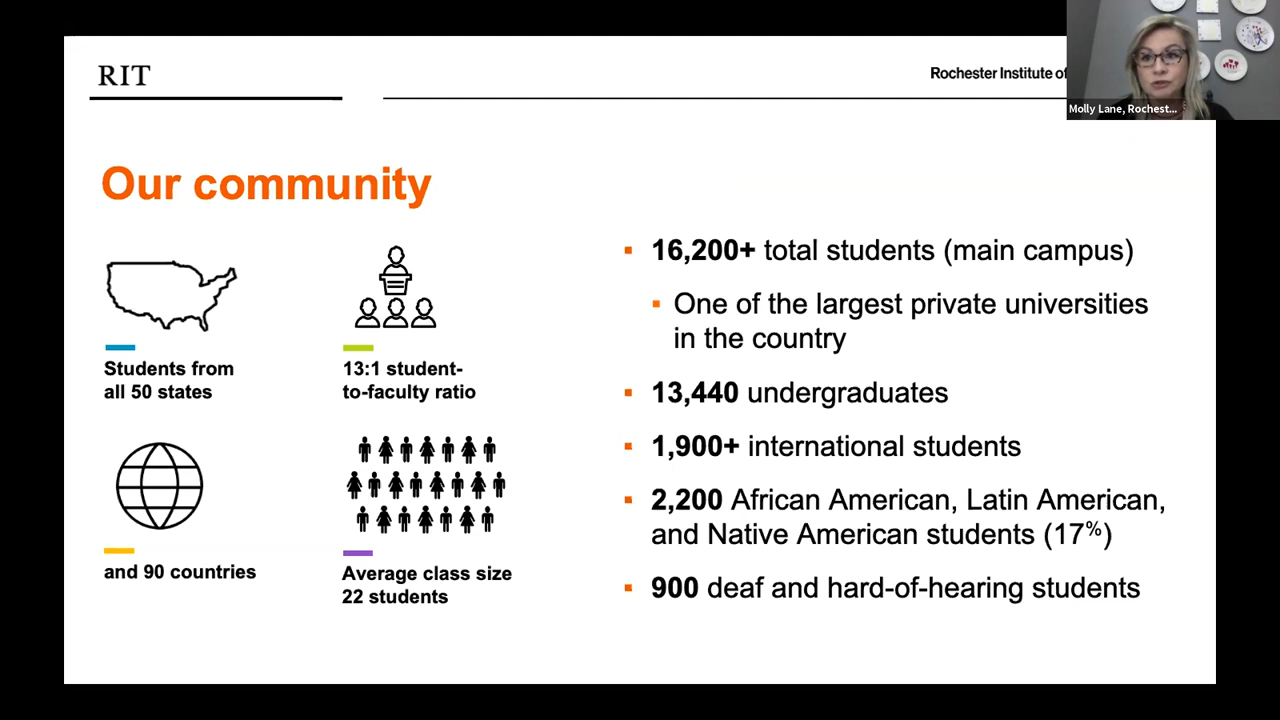 RIT
Rochester Institute of
Molly Lane, Rochest...
Our community
Students from
all 50 states
13:1 student-
to-faculty ratio
and 90 countries
Average class size
22 students
16,200+ total students (main campus)
One of the largest private universities
in the country
13,440 undergraduates
1,900+ international students
2,200 African American, Latin American,
and Native American students (17%)
900 deaf and hard-of-hearing students